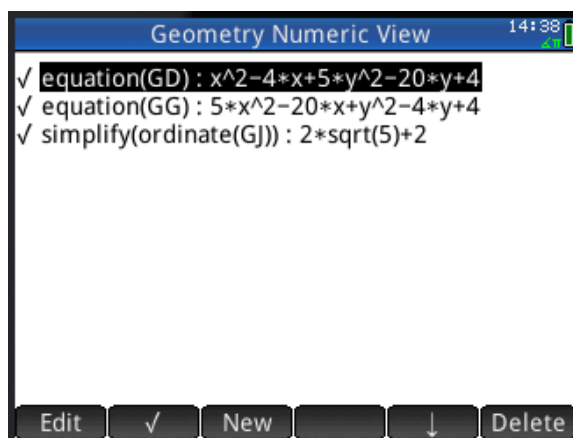 Geometry Numeric View
14:38
∠π
√ equation(GD) : x^2−4*x+5*y^2−20*y+4
√ equation(GG) : 5*x^2−20*x+y^2−4*y+4
√ simplify(ordinate(GJ)) : 2*sqrt(5)+2
Edit √ New ↓ Delete